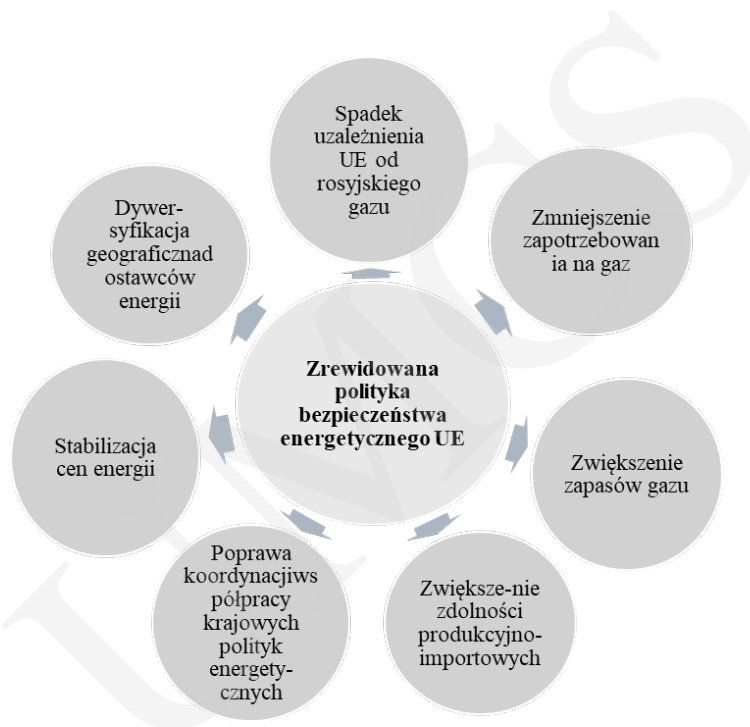 Spadek
uzależnienia
UE od
rosyjskiego
gazu
Zmniejszenie
zapotrzebowan
ia na gaz
Zwiększenie
zapasów gazu
Zwiększe-nie
zdolności
produkcyjno-
importowych
Poprawa
koordynacjiws
półpracy
krajowych
polityk
energety-
cznych
Stabilizacja
cen energii
Dywer-
syfikacja
geograficznad
ostawców
energii
Zrewidowana
polityka
bezpieczeństwa
energetycznego UE
UMCS